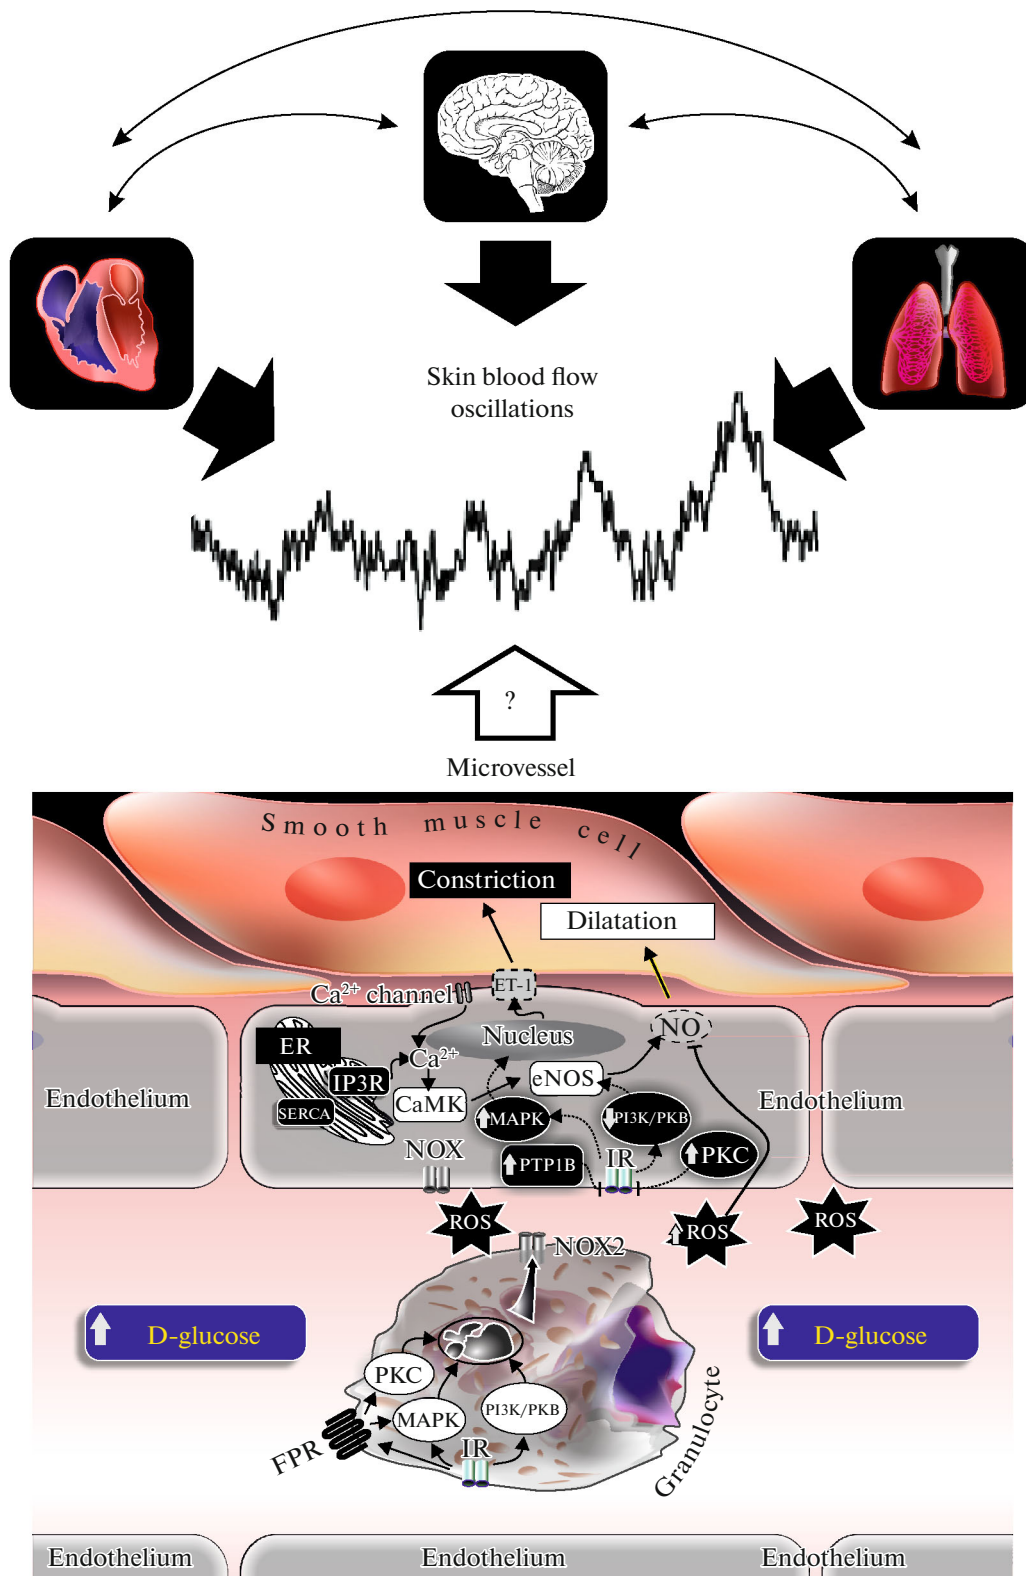 Skin blood flow
oscillations
?
Microvessel
Smooth muscle cell
Constriction
Dilatation
Ca²⁺ channel
ET-1
NO
Nucleus
ER
Ca²⁺
IP3R
eNOS
Endothelium
SERCA
CaMK
MAPK
PI3K/PKB
Endothelium
NOX
PTP1B
IR
PKC
ROS
ROS
ROS
NOX2
D-glucose
D-glucose
PKC
MAPK
PI3K/PKB
FPR
IR
Granulocyte
Endothelium
Endothelium
Endothelium